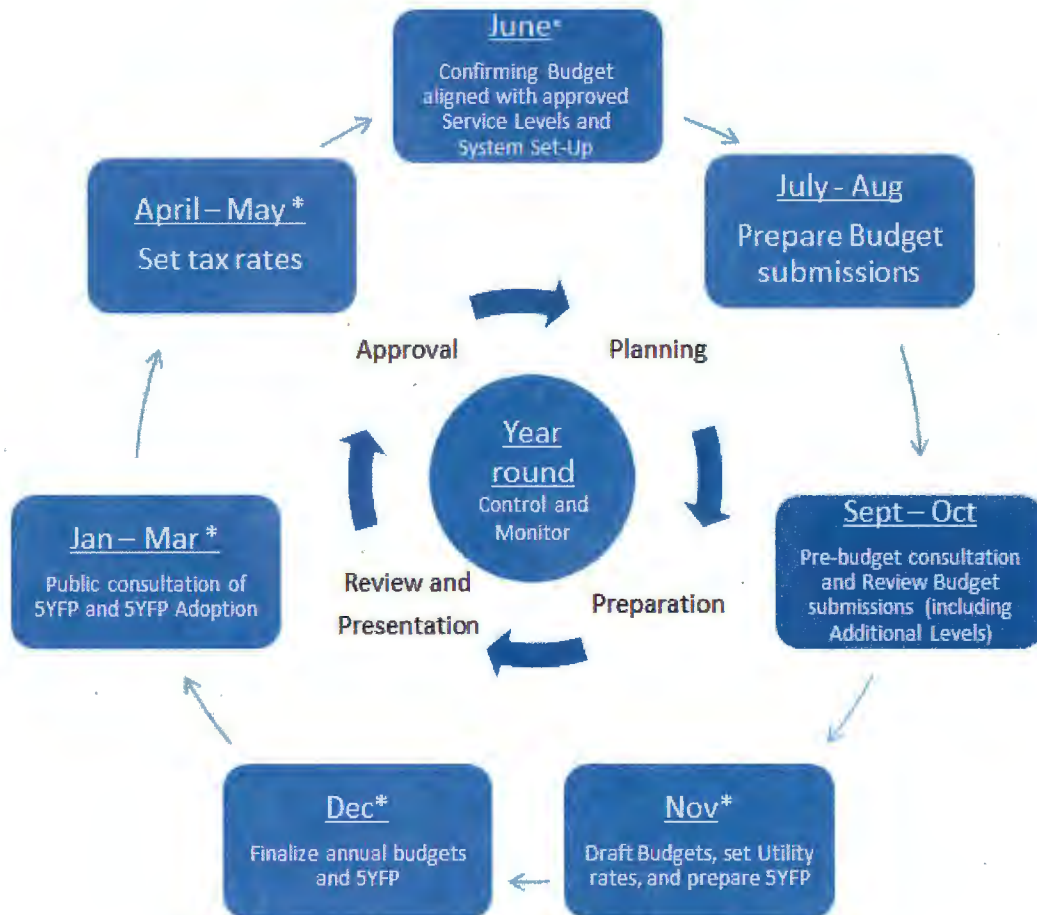 June*
Confirming Budget
aligned with approved
Service Levels and
System Set-Up
July - Aug
Prepare Budget
submissions
Sept – Oct
Pre-budget consultation
and Review Budget
submissions (including
Additional Levels)
Nov*
Draft Budgets, set Utility
rates, and prepare 5YFP
Dec*
Finalize annual budgets
and 5YFP
Jan – Mar *
Public consultation of
5YFP and 5YFP Adoption
April – May *
Set tax rates
Approval
Planning
Preparation
Review and
Presentation
Year
round
Control and
Monitor